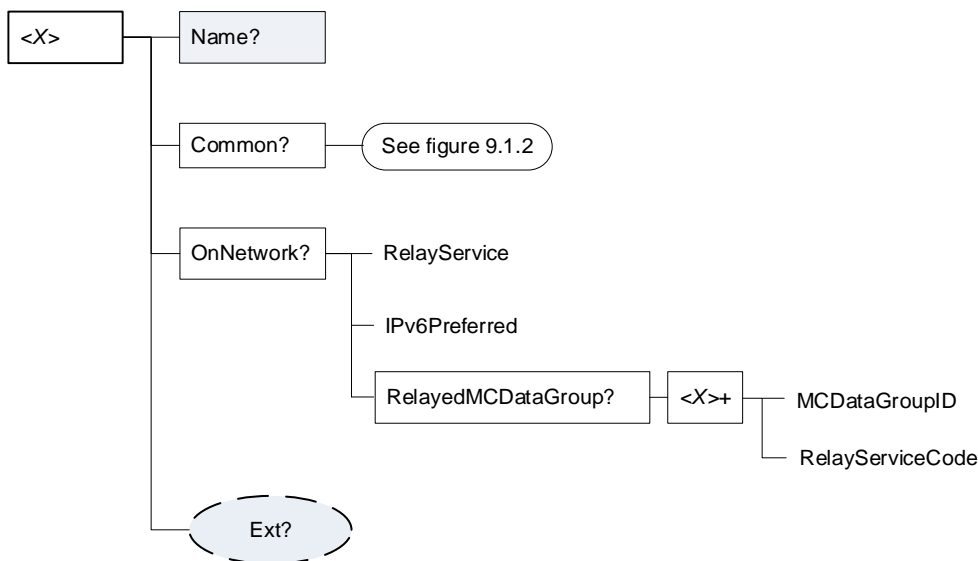 <X>
Name?
Common?
See figure 9.1.2
OnNetwork?
RelayService
IPv6Preferred
RelayedMCDataGroup?
<X>+
MCDataGroupID
RelayServiceCode
Ext?